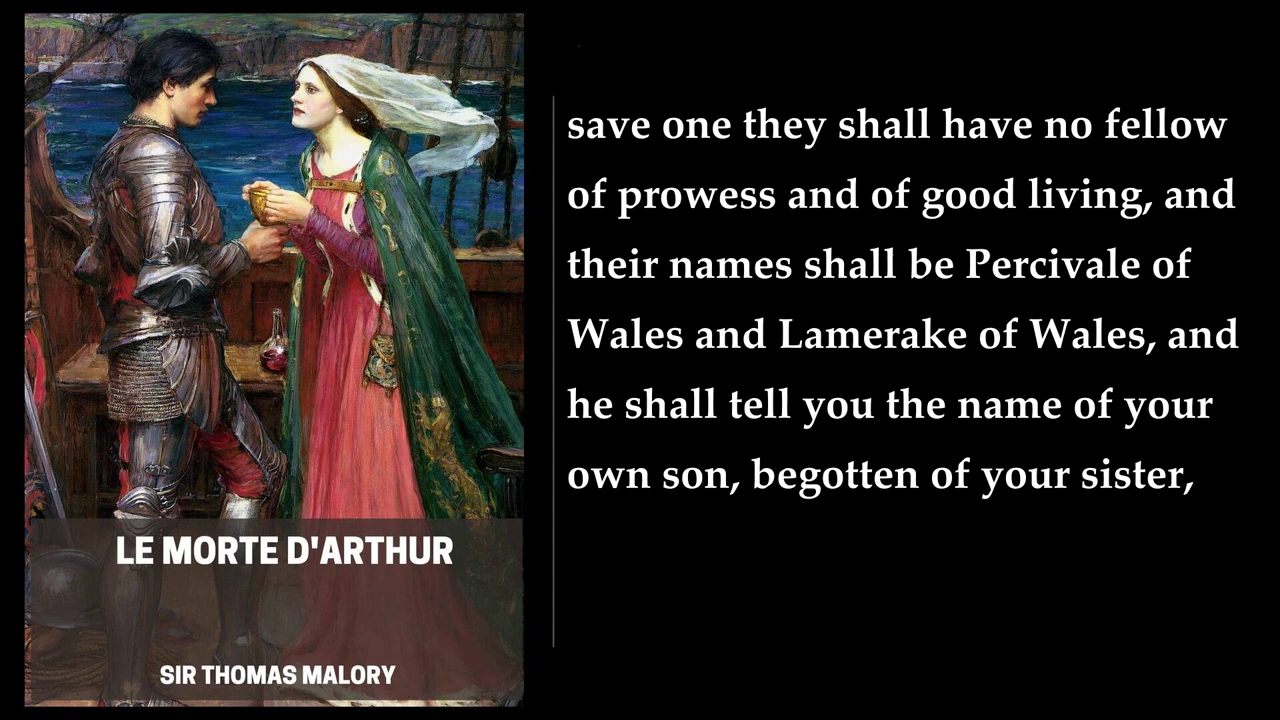 save one they shall have no fellow
of prowess and of good living, and
their names shall be Percivale of
Wales and Lamerake of Wales, and
he shall tell you the name of your
own son, begotten of your sister,
LE MORTE D'ARTHUR
SIR THOMAS MALORY